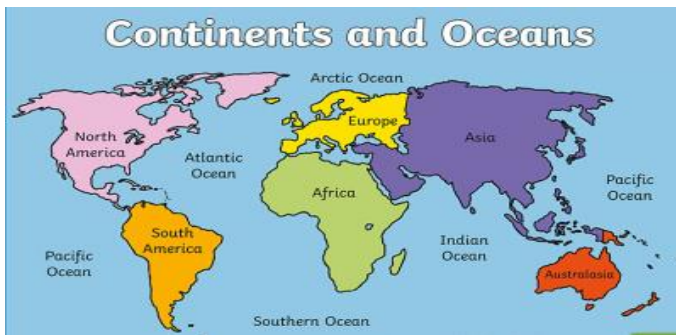 Continents and Oceans
Arctic Ocean
North
America
Europe
Asia
Atlantic
Ocean
Africa
Pacific
Ocean
South
America
Indian
Ocean
Pacific
Ocean
Australasia
Southern Ocean